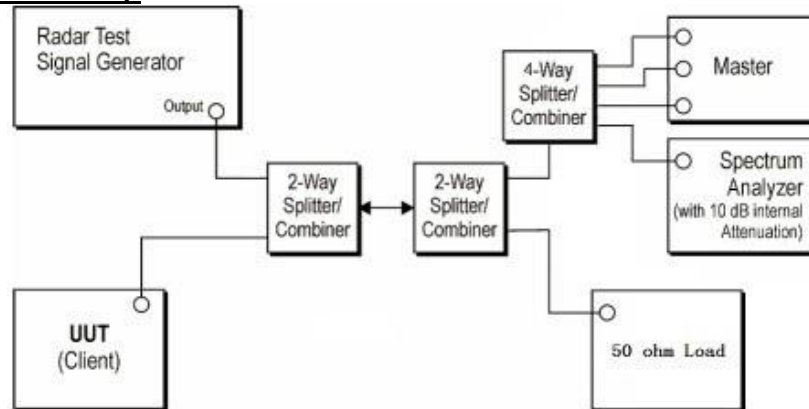 Radar Test
Signal Generator
Output
4-Way
Splitter/
Combiner
Master
Spectrum
Analyzer
(with 10 dB internal
Attenuation)
2-Way
Splitter/
Combiner
2-Way
Splitter/
Combiner
UUT
(Client)
50 ohm Load